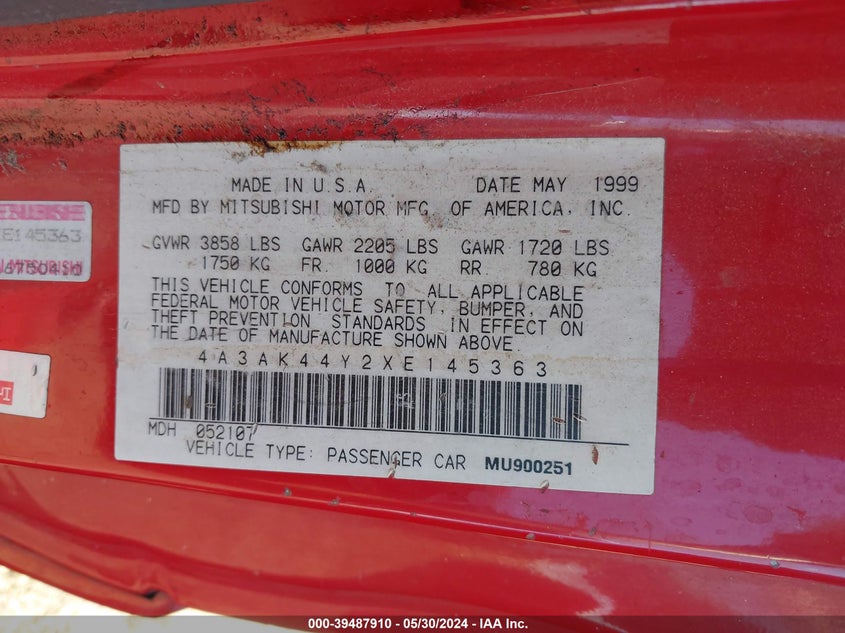 MADE IN U.S.A. DATE MAY 1999
MFD BY MITSUBISHI MOTOR MFG. OF AMERICA, INC.
GVWR 3858 LBS GAWR 2205 LBS GAWR 1720 LBS
1750 KG FR. 1000 KG RR. 780 KG
THIS VEHICLE CONFORMS TO ALL APPLICABLE
FEDERAL MOTOR VEHICLE SAFETY, BUMPER, AND
THEFT PREVENTION STANDARDS IN EFFECT ON
THE DATE OF MANUFACTURE SHOWN ABOVE.
4A3AK44Y2XE145363
MDH 052107
VEHICLE TYPE: PASSENGER CAR MU900251
E145363
MITSUBISHI
000-39487910 / 05/30/2024 - IAA Inc.